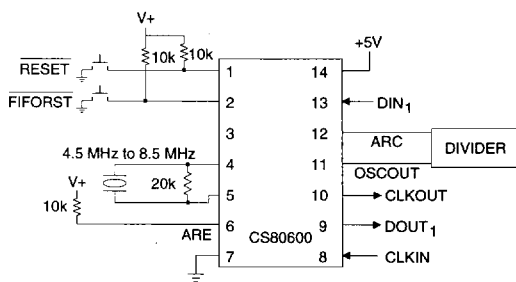 V+
10k
10k
+5V
RESET
1
14
FIFORST
2
13
DIN1
3
12
ARC
DIVIDER
4.5 MHz to 8.5 MHz
4
11
OSCOUT
V+
20k
5
10
CLKOUT
10k
ARE
6
9
DOUT1
CS80600
7
8
CLKIN